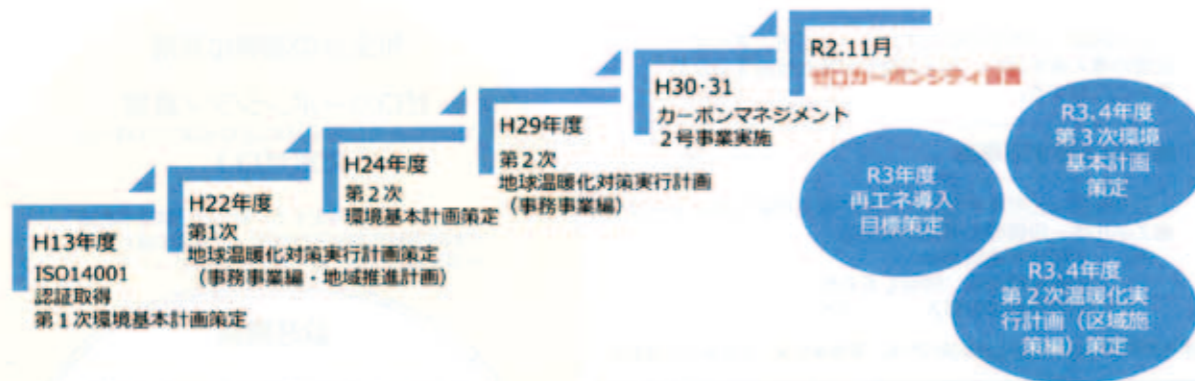 H13年度
ISO14001
認証取得
第1次環境基本計画策定
H22年度
第1次
地球温暖化対策実行計画策定
(事務事業編・地域推進計画)
H24年度
第2次
環境基本計画策定
H29年度
第2次
地球温暖化対策実行計画
(事務事業編)
H30・31
カーボンマネジメント
2号事業実施
R2.11月
ゼロカーボンシティ宣言
R3年度
再エネ導入
目標策定
R3.4年度
第3次環境
基本計画
策定
R3.4年度
第2次温暖化実
行計画(区域施
策編)策定